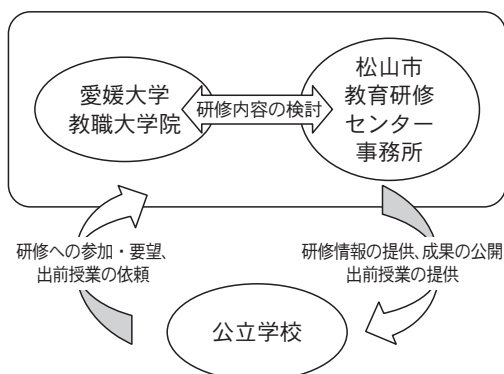 愛媛大学
教職大学院
研修内容の検討
松山市
教育研修
センター
事務所
研修への参加・要望、
出前授業の依頼
研修情報の提供、成果の公開
出前授業の提供
公立学校